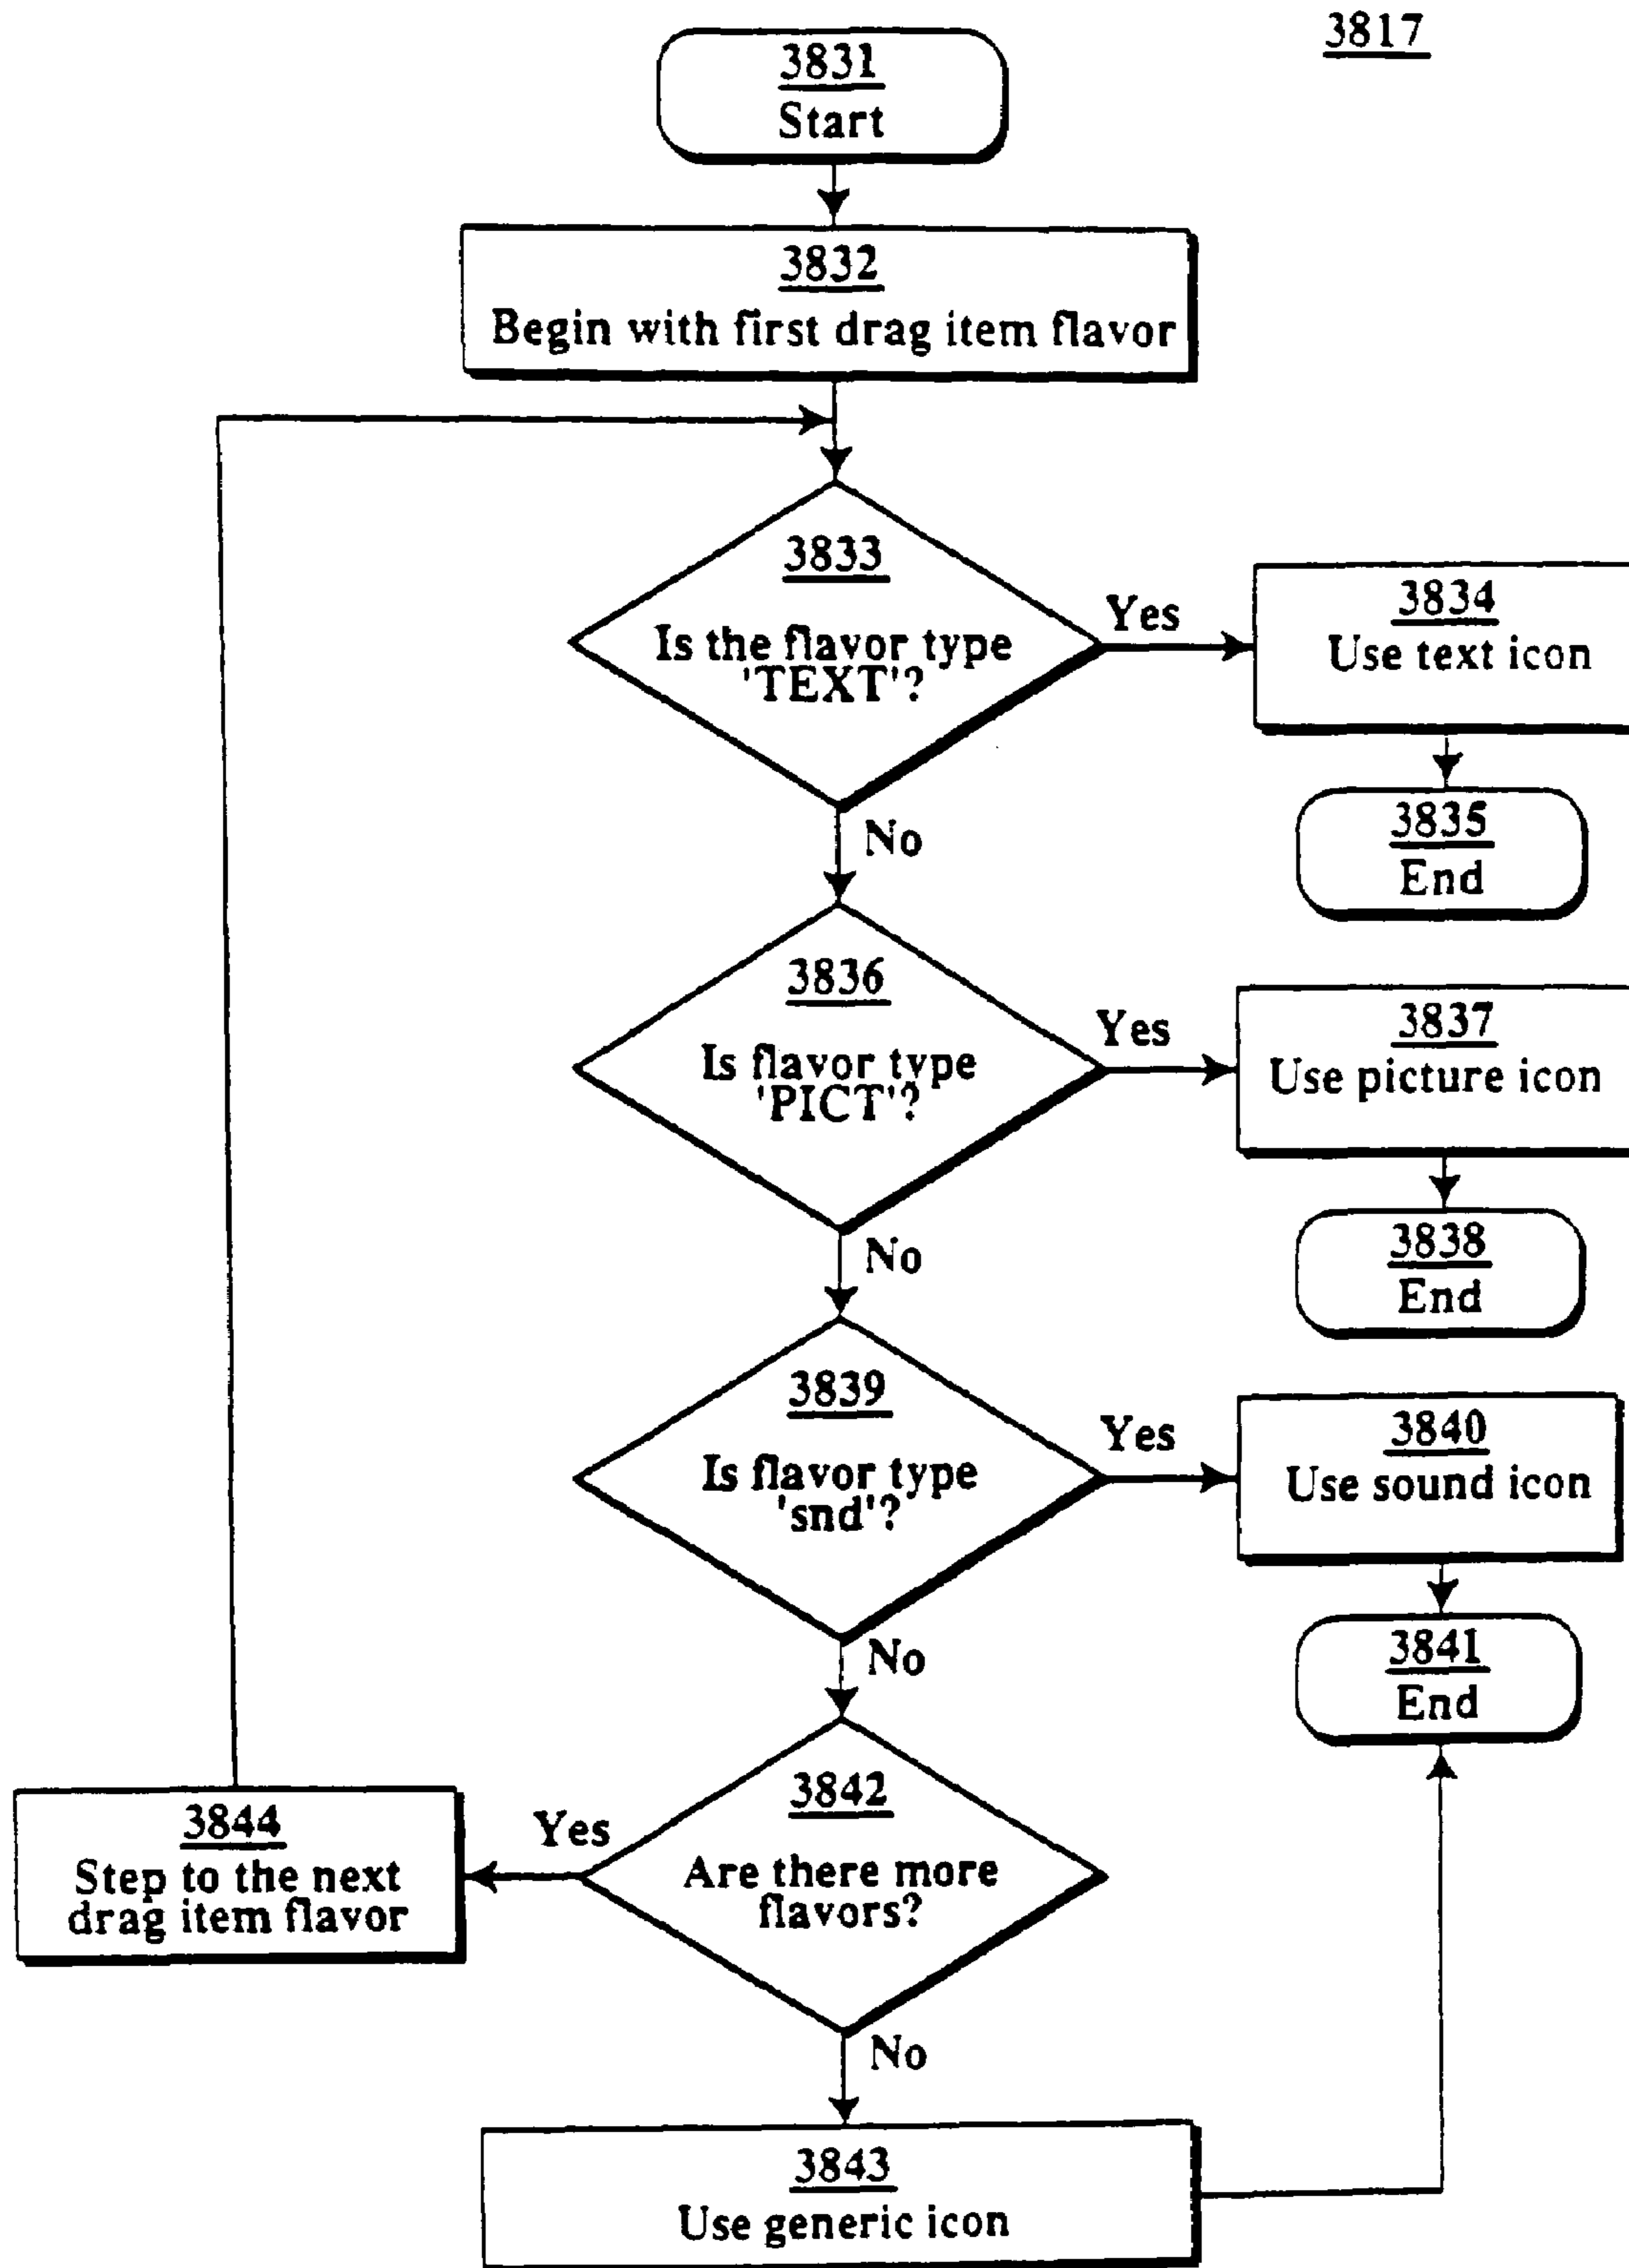 3817
3831
Start
3832
Begin with first drag item flavor
3833
Is the flavor type
'TEXT'?
Yes
3834
Use text icon
3835
End
No
3836
Is flavor type
'PICT'?
Yes
3837
Use picture icon
3838
End
No
3839
Is flavor type
'snd'?
Yes
3840
Use sound icon
3841
End
No
3842
Are there more
flavors?
Yes
3844
Step to the next
drag item flavor
No
3843
Use generic icon